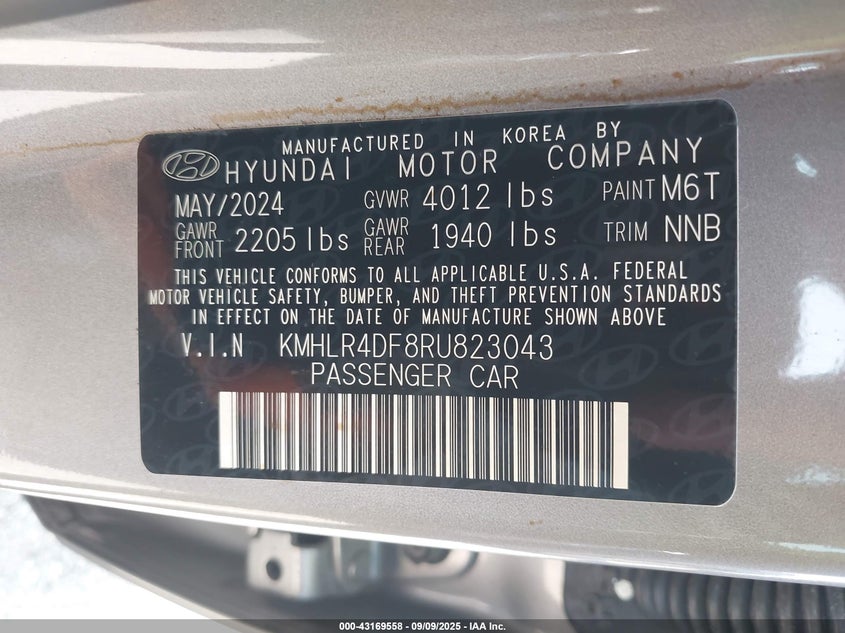 MANUFACTURED IN KOREA BY
HYUNDAI MOTOR COMPANY
MAY/2024 GVWR 4012 lbs PAINT M6T
GAWR FRONT 2205 lbs GAWR REAR 1940 lbs TRIM NNB
THIS VEHICLE CONFORMS TO ALL APPLICABLE U.S.A. FEDERAL
MOTOR VEHICLE SAFETY, BUMPER, AND THEFT PREVENTION STANDARDS
IN EFFECT ON THE DATE OF MANUFACTURE SHOWN ABOVE
V.I.N KMHLR4DF8RU823043
PASSENGER CAR
000-43169558 - 09/09/2025 - IAA Inc.